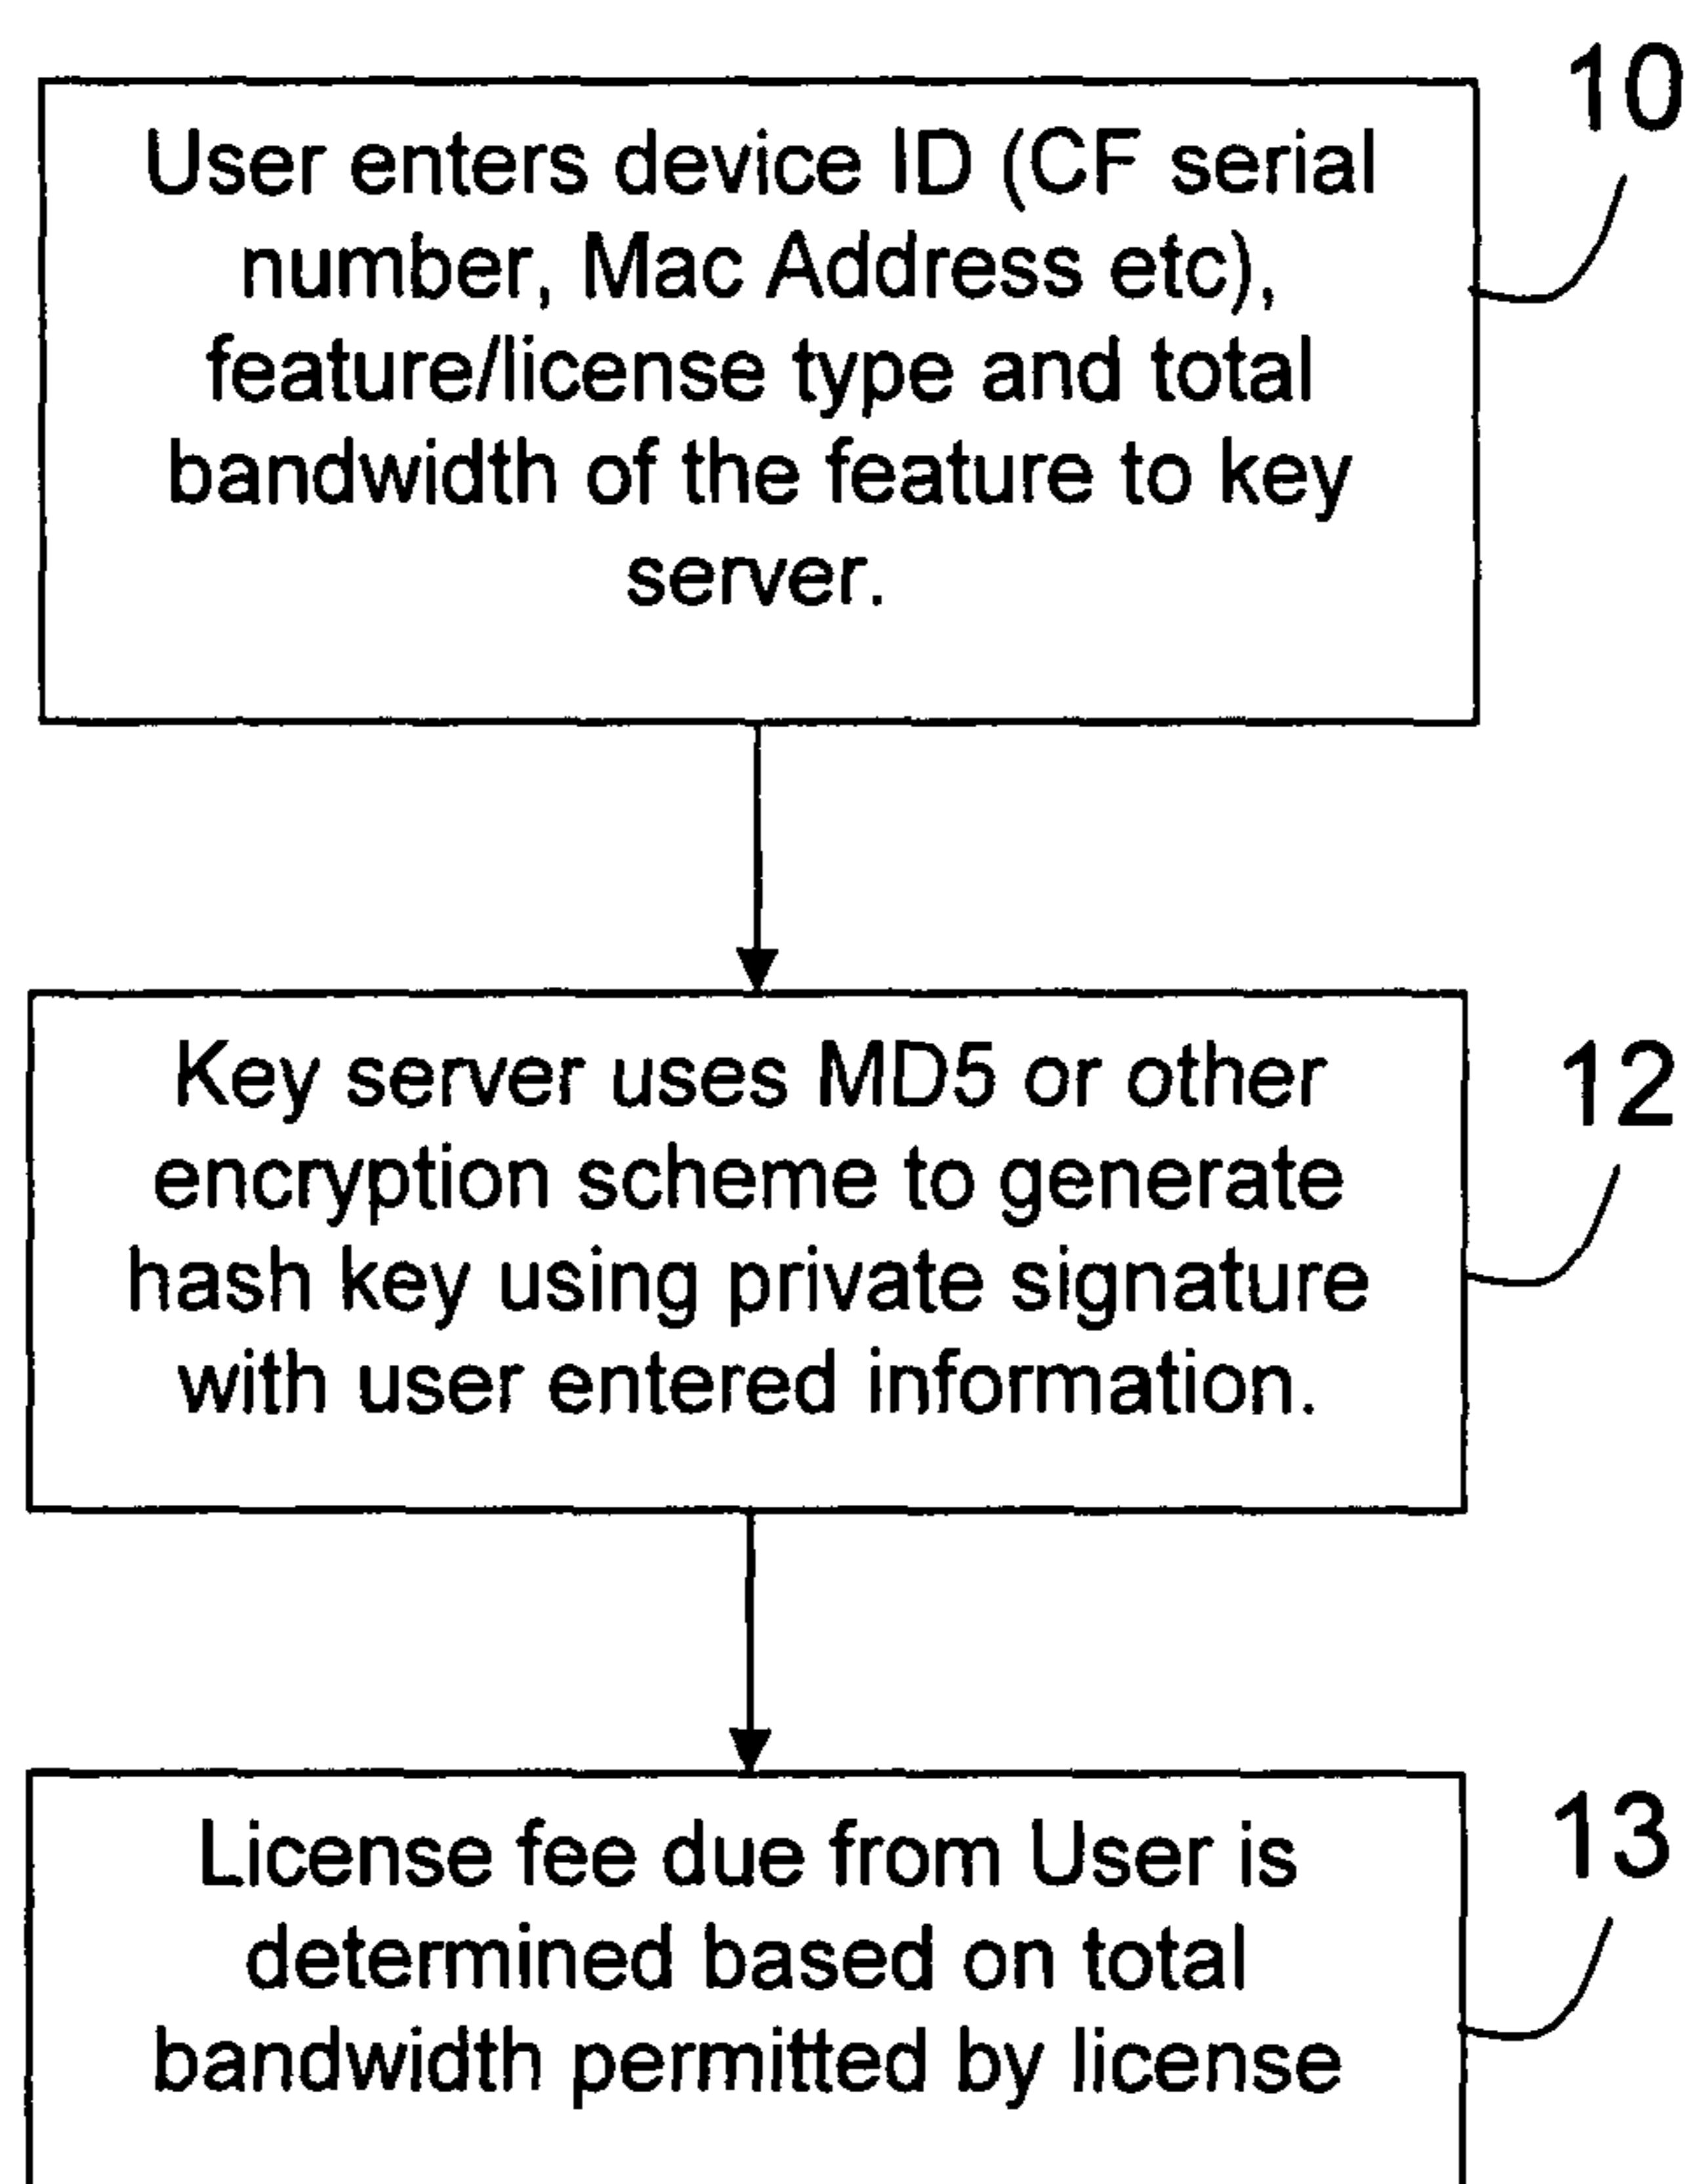 10
User enters device ID (CF serial
number, Mac Address etc),
feature/license type and total
bandwidth of the feature to key
server.
12
Key server uses MD5 or other
encryption scheme to generate
hash key using private signature
with user entered information.
13
License fee due from User is
determined based on total
bandwidth permitted by license